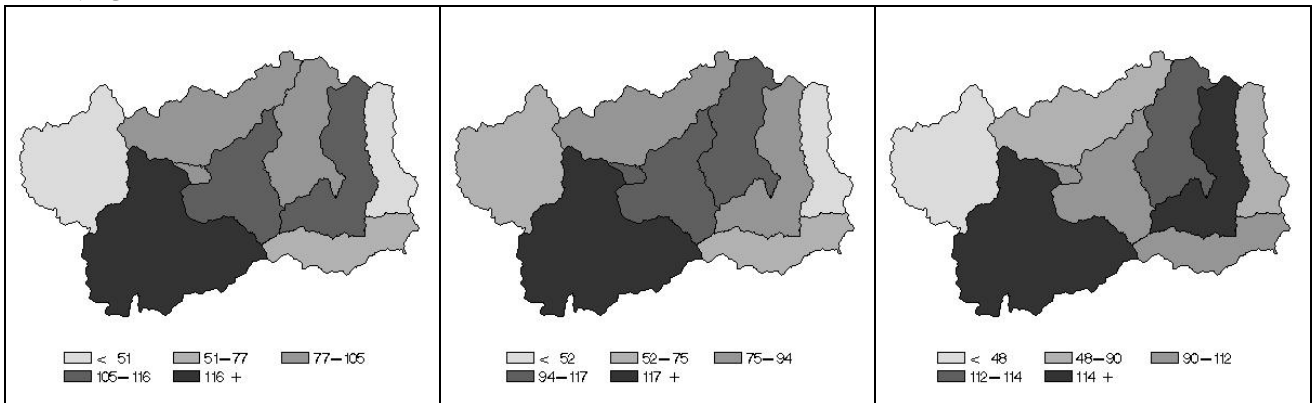 < 51 51–77 77–105
105–116 116 +
< 52 52–75 75–94
94–117 117 +
< 48 48–90 90–112
112–114 114 +